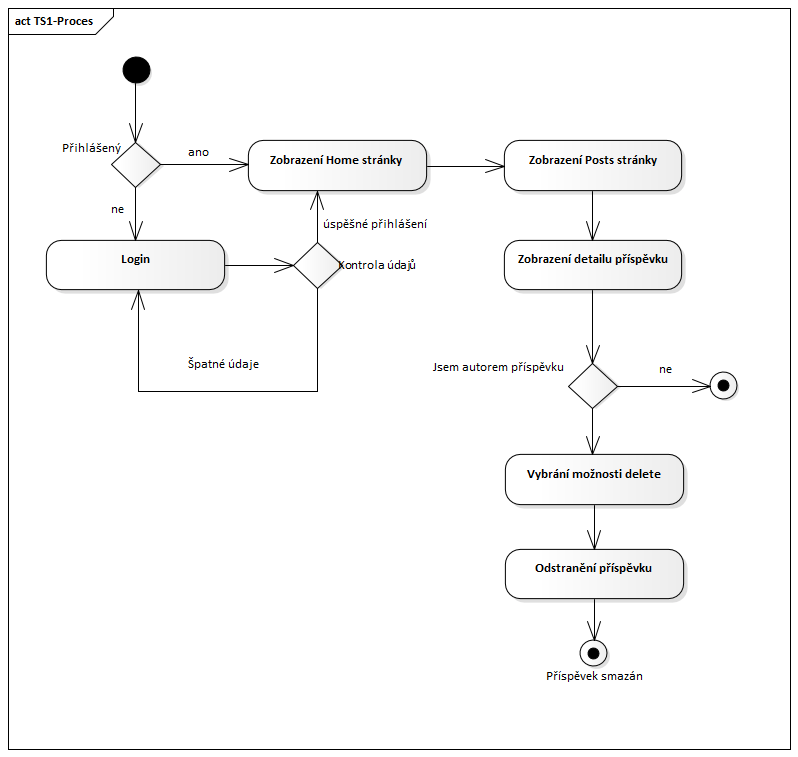 act TS1-Proces
Přihlášený
ano
Zobrazení Home stránky
Zobrazení Posts stránky
ne
úspěšné přihlášení
Login
Kontrola údajů
Zobrazení detailu příspěvku
Špatné údaje
Jsem autorem příspěvku
ne
Vybrání možnosti delete
Odstranění příspěvku
Příspěvek smazán